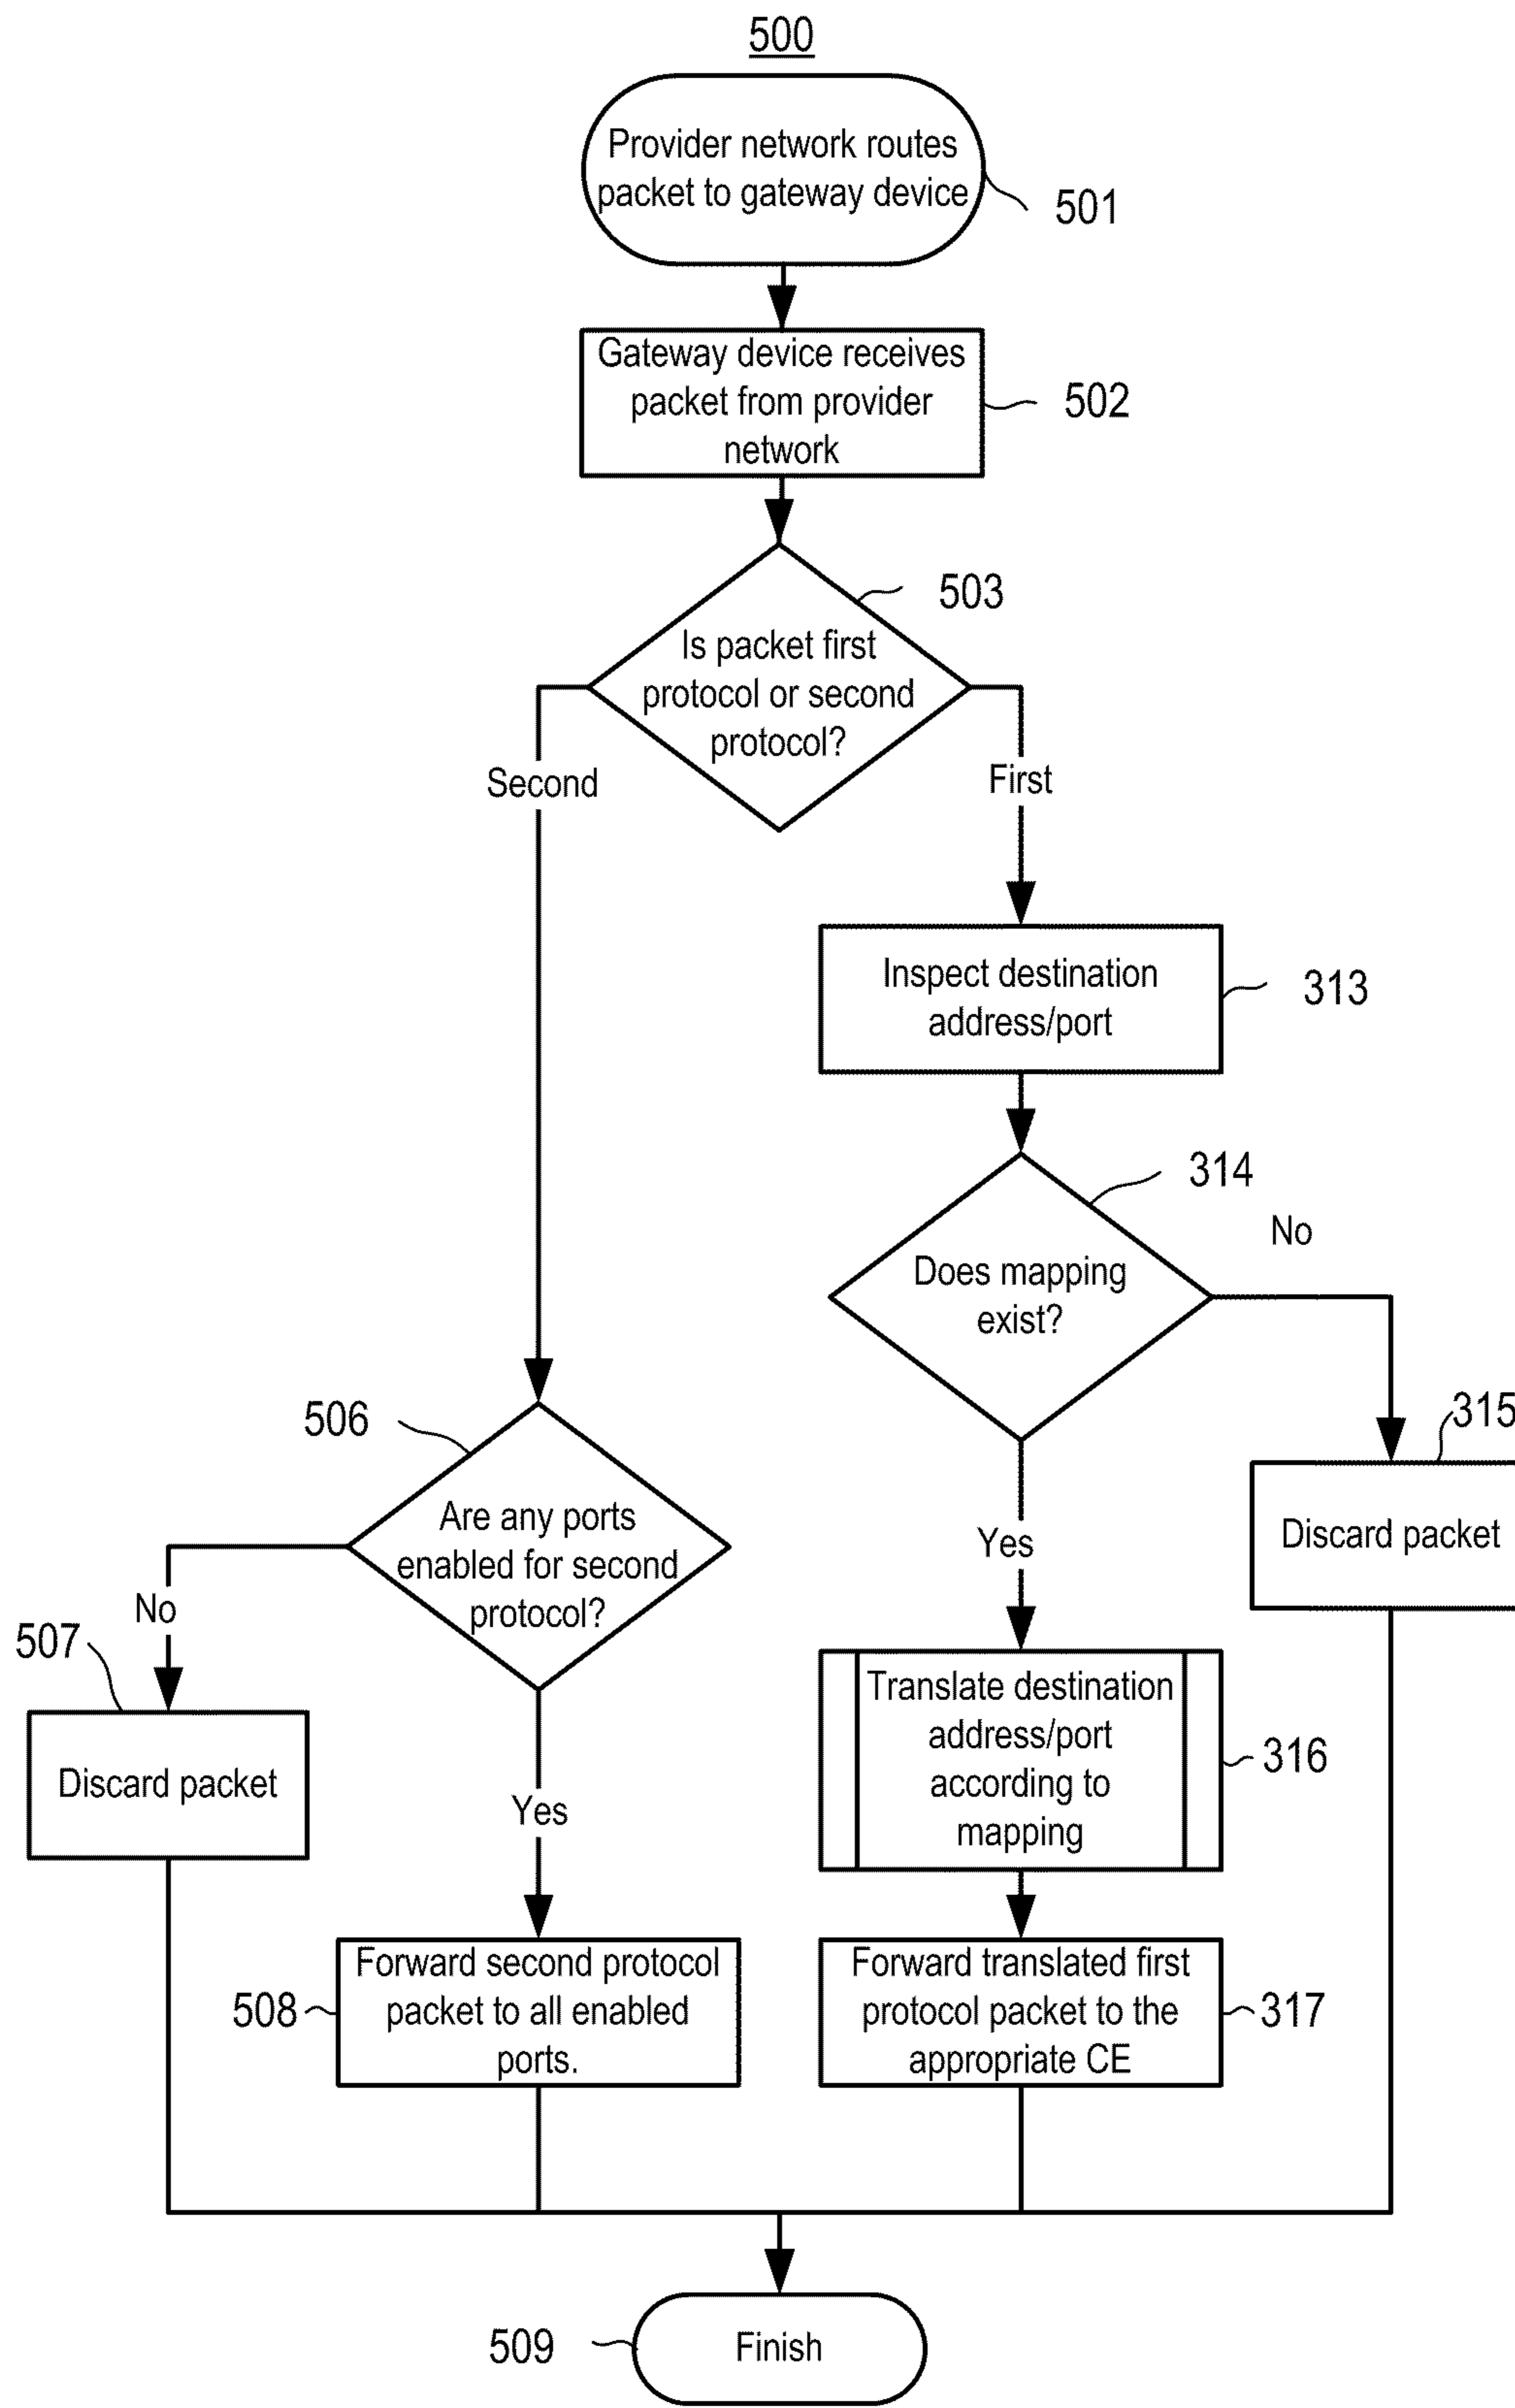 500
Provider network routes
packet to gateway device
501
Gateway device receives
packet from provider
network
502
503
Is packet first
protocol or second
protocol?
Second
First
Inspect destination
address/port
313
314
No
Does mapping
exist?
315
506
Are any ports
enabled for second
protocol?
Yes
Discard packet
No
507
Discard packet
Translate destination
address/port
according to
mapping
316
Yes
Forward second protocol
packet to all enabled
ports.
508
Forward translated first
protocol packet to the
appropriate CE
317
509
Finish